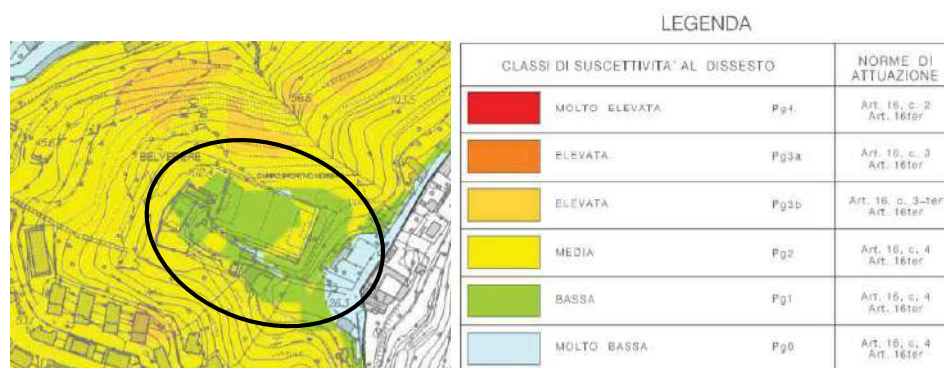 LEGENDA
CLASSI DI SUSCETTIVITA' AL DISSESTO
NORME DI
ATTUAZIONE
MOLTO ELEVATA Pg4 Art. 16, c. 2
Art. 16ter
ELEVATA Pg3a Art. 16, c. 3
Art. 16ter
ELEVATA Pg3b Art. 16, c. 3-ter
Art. 16ter
MEDIA Pg2 Art. 16, c. 4
Art. 16ter
BASSA Pg1 Art. 16, c. 4
Art. 16ter
MOLTO BASSA Pg0 Art. 16, c. 4
Art. 16ter
103.5
BELVEDERE
CAMPO SPORTIVO